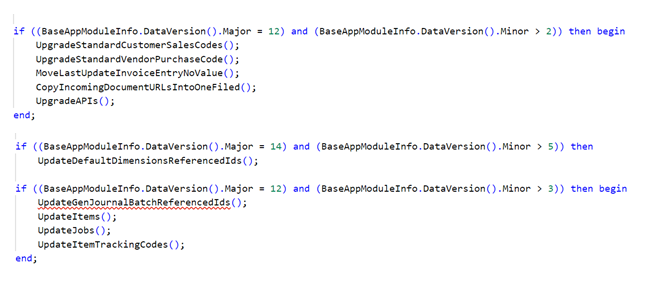 if ((BaseAppModuleInfo.DataVersion().Major = 12) and (BaseAppModuleInfo.DataVersion().Minor > 2)) then begin
UpgradeStandardCustomerSalesCodes();
UpgradeStandardVendorPurchaseCode();
MoveLastUpdateInvoiceEntryNoValue();
CopyIncomingDocumentURLsIntoOneFiled();
UpgradeAPIs();
end;
if ((BaseAppModuleInfo.DataVersion().Major = 14) and (BaseAppModuleInfo.DataVersion().Minor > 5)) then
UpdateDefaultDimensionsReferencedIds();
if ((BaseAppModuleInfo.DataVersion().Major = 12) and (BaseAppModuleInfo.DataVersion().Minor > 3)) then begin
UpdateGenJournalBatchReferencedIds();
UpdateItems();
UpdateJobs();
UpdateItemTrackingCodes();
end;